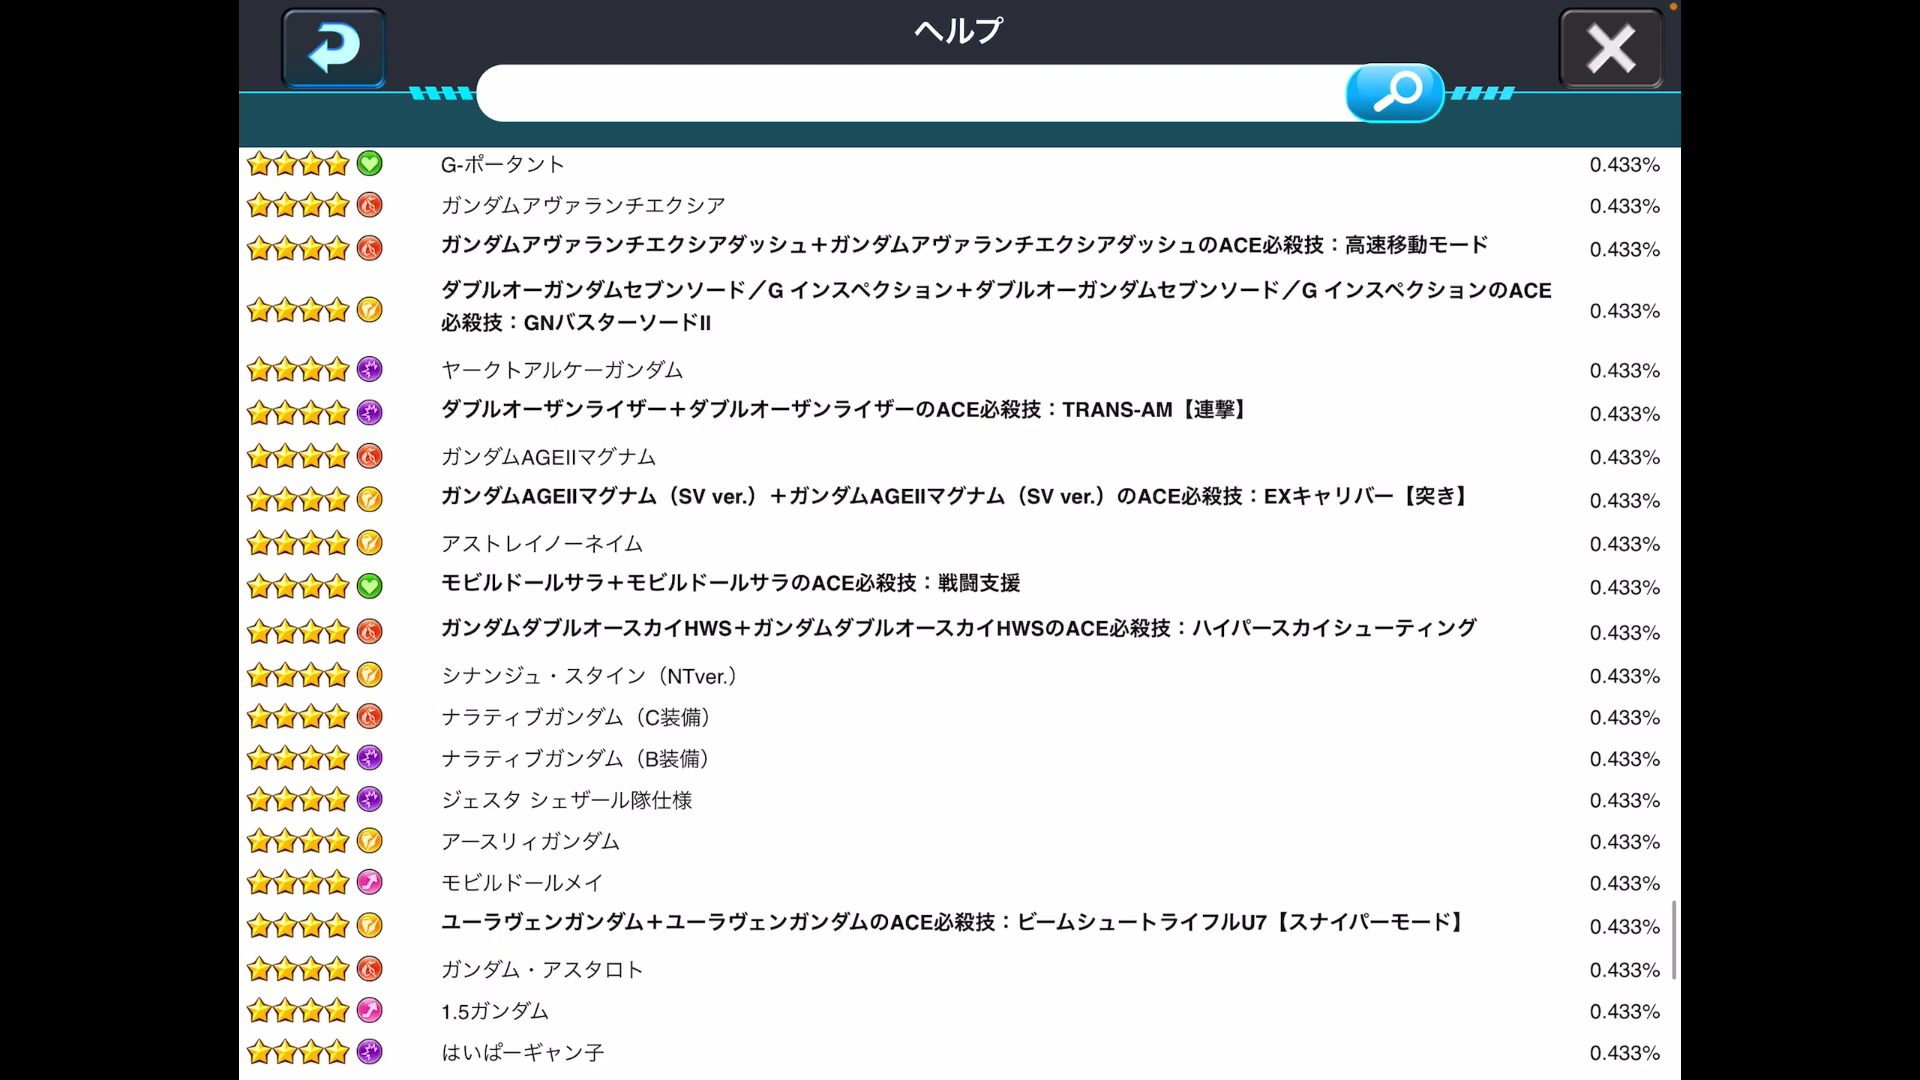 ヘルプ
G-ポータント 0.433%
ガンダムアヴァランチエクシア 0.433%
ガンダムアヴァランチエクシアダッシュ＋ガンダムアヴァランチエクシアダッシュのACE必殺技：高速移動モード 0.433%
ダブルオーガンダムセブンソード／G インスペクション＋ダブルオーガンダムセブンソード／G インスペクションのACE
必殺技：GNバスターソードII 0.433%
ヤークトアルケーガンダム 0.433%
ダブルオーザンライザー＋ダブルオーザンライザーのACE必殺技：TRANS-AM【連撃】 0.433%
ガンダムAGEIIマグナム 0.433%
ガンダムAGEIIマグナム（SV ver.）＋ガンダムAGEIIマグナム（SV ver.）のACE必殺技：EXキャリバー【突き】 0.433%
アストレイノーネイム 0.433%
モビルドールサラ＋モビルドールサラのACE必殺技：戦闘支援 0.433%
ガンダムダブルオースカイHWS＋ガンダムダブルオースカイHWSのACE必殺技：ハイパースカイシューティング 0.433%
シナンジュ・スタイン（NTver.） 0.433%
ナラティブガンダム（C装備） 0.433%
ナラティブガンダム（B装備） 0.433%
ジェスタ シェザール隊仕様 0.433%
アースリィガンダム 0.433%
モビルドールメイ 0.433%
ユーラヴェンガンダム＋ユーラヴェンガンダムのACE必殺技：ビームシュートライフルU7【スナイパーモード】 0.433%
ガンダム・アスタロト 0.433%
1.5ガンダム 0.433%
はいぱーギャン子 0.433%